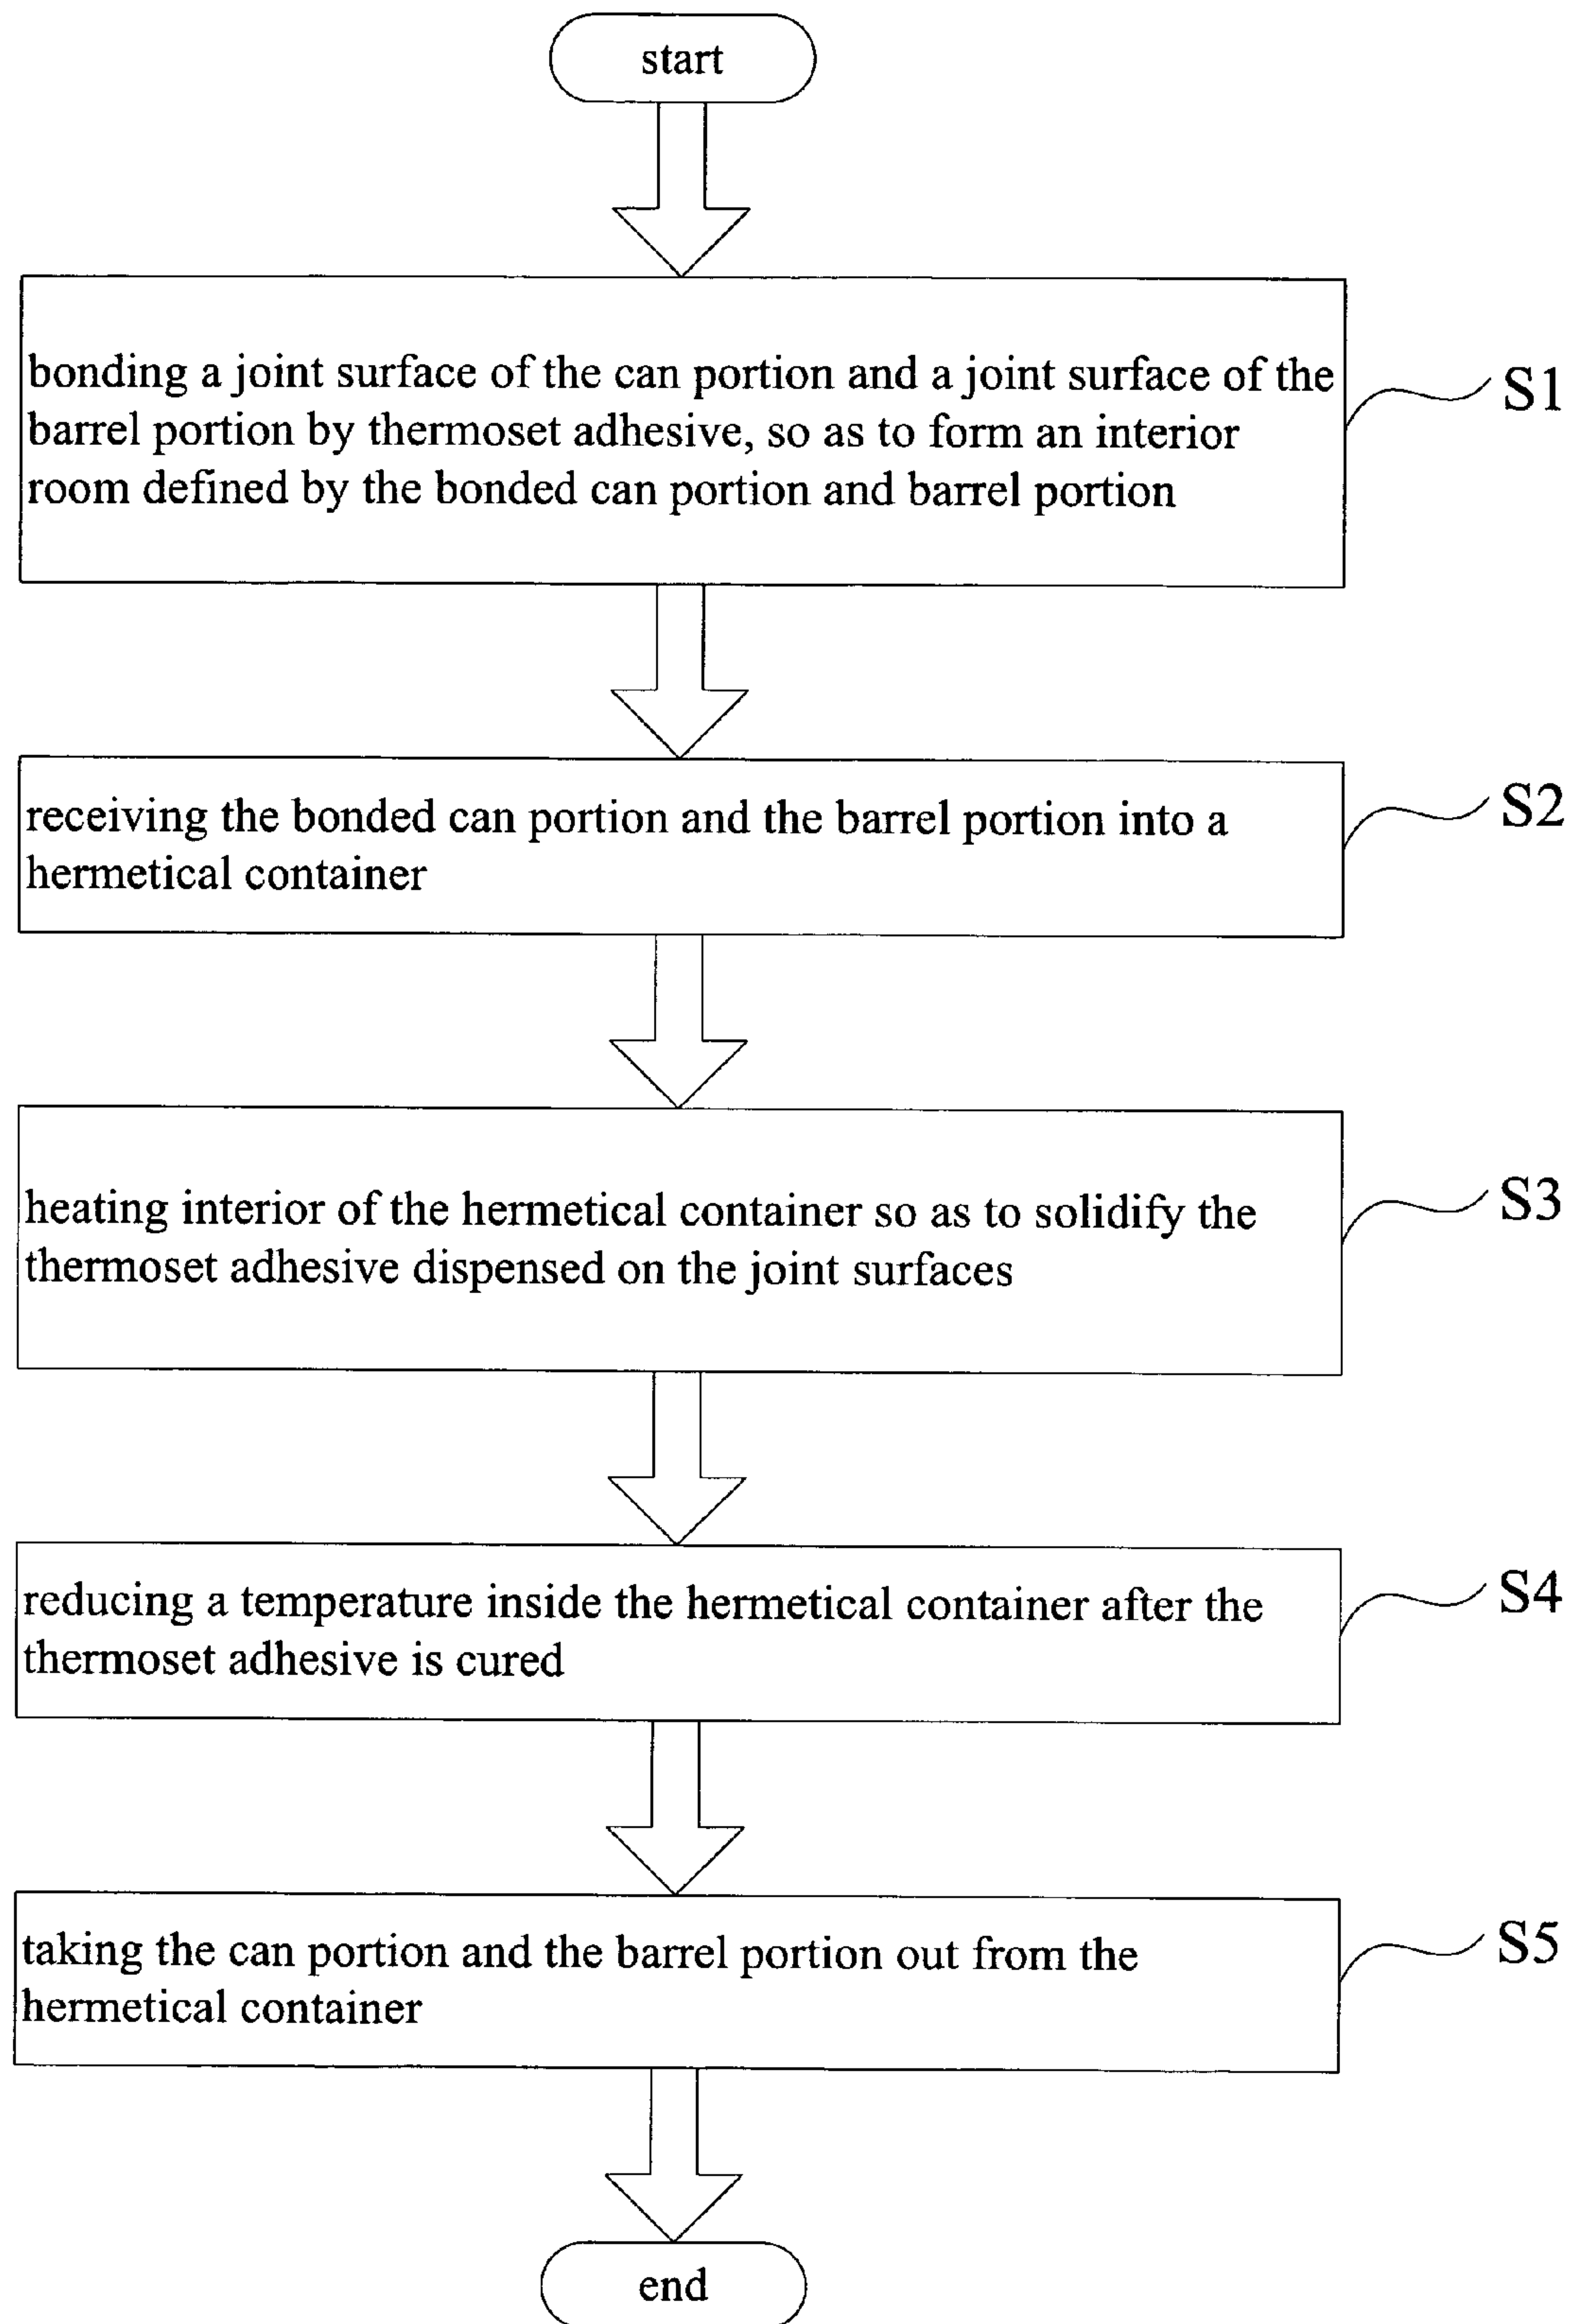 start
bonding a joint surface of the can portion and a joint surface of the
barrel portion by thermoset adhesive, so as to form an interior
room defined by the bonded can portion and barrel portion
S1
receiving the bonded can portion and the barrel portion into a
hermetical container
S2
heating interior of the hermetical container so as to solidify the
thermoset adhesive dispensed on the joint surfaces
S3
reducing a temperature inside the hermetical container after the
thermoset adhesive is cured
S4
taking the can portion and the barrel portion out from the
hermetical container
S5
end